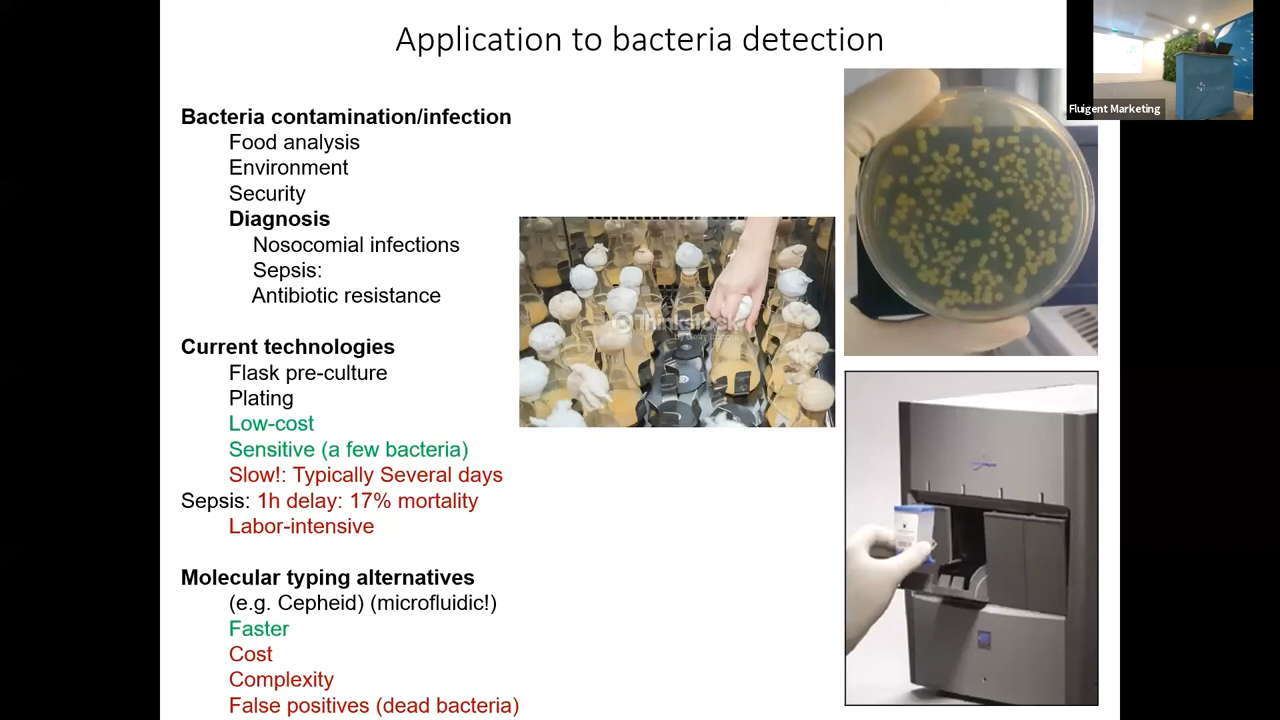 Application to bacteria detection
Fluigent Marketing
Bacteria contamination/infection
Food analysis
Environment
Security
Diagnosis
Nosocomial infections
Sepsis:
Antibiotic resistance
Thinkstock
Current technologies
Flask pre-culture
Plating
Low-cost
Sensitive (a few bacteria)
Slow!: Typically Several days
Sepsis: 1h delay: 17% mortality
Labor-intensive
Molecular typing alternatives
(e.g. Cepheid) (microfluidic!)
Faster
Cost
Complexity
False positives (dead bacteria)